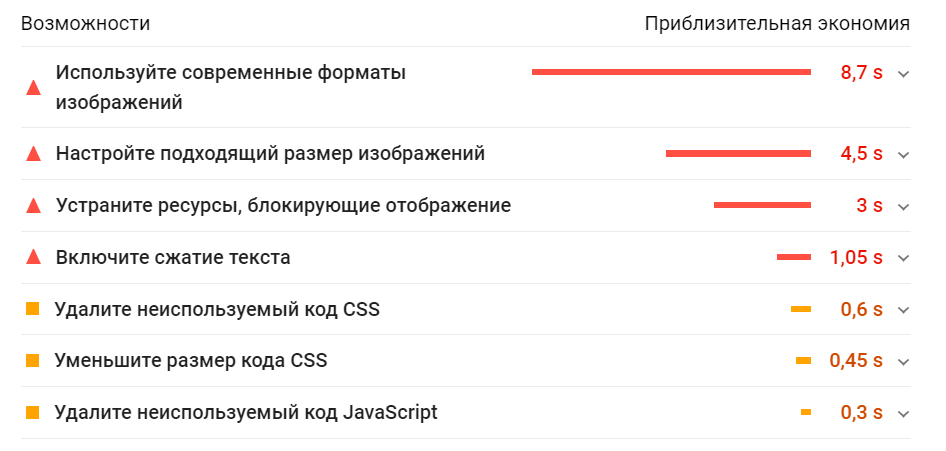 Возможности Приблизительная экономия
Используйте современные форматы
изображений 8,7 s
Настройте подходящий размер изображений 4,5 s
Устраните ресурсы, блокирующие отображение 3 s
Включите сжатие текста 1,05 s
Удалите неиспользуемый код CSS 0,6 s
Уменьшите размер кода CSS 0,45 s
Удалите неиспользуемый код JavaScript 0,3 s